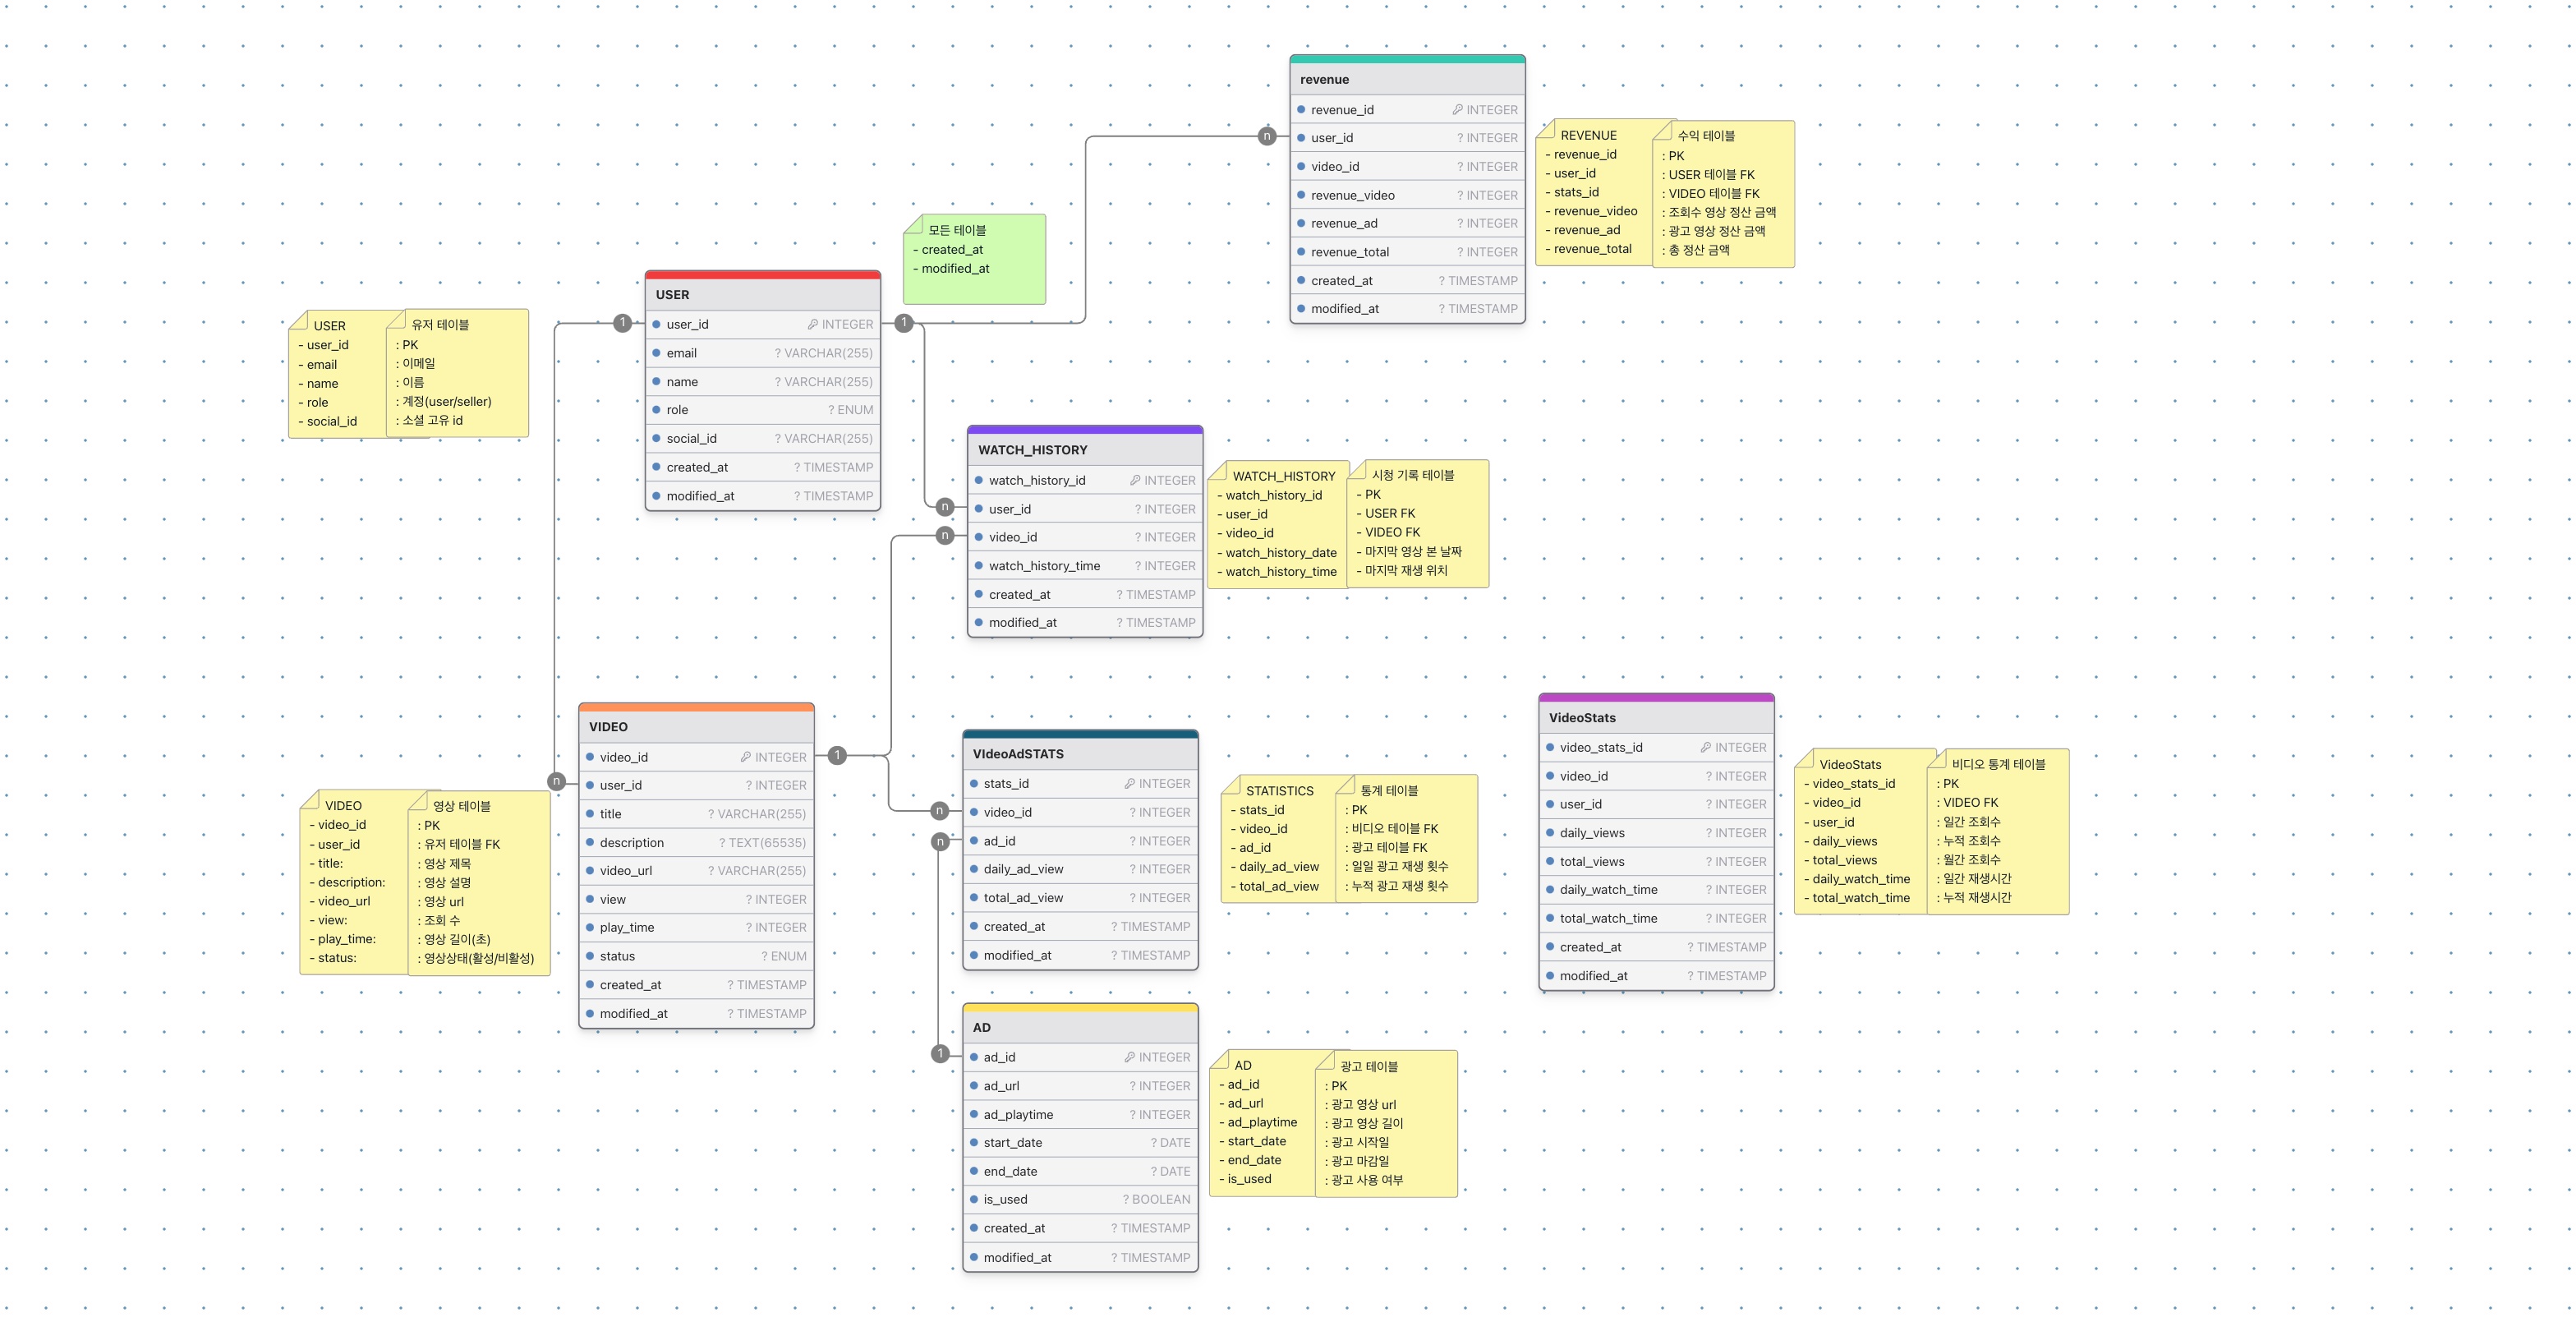 revenue
revenue_id INTEGER
user_id ? INTEGER
video_id ? INTEGER
revenue_video ? INTEGER
revenue_ad ? INTEGER
revenue_total ? INTEGER
created_at ? TIMESTAMP
modified_at ? TIMESTAMP
n
REVENUE
- revenue_id
- user_id
- stats_id
- revenue_video
- revenue_ad
- revenue_total
수익 테이블
: PK
: USER 테이블 FK
: VIDEO 테이블 FK
: 조회수 영상 정산 금액
: 광고 영상 정산 금액
: 총 정산 금액
모든 테이블
- created_at
- modified_at
USER
- user_id
- email
- name
- role
- social_id
유저 테이블
: PK
: 이메일
: 이름
: 계정(user/seller)
: 소셜 고유 id
1
USER
user_id INTEGER
email ? VARCHAR(255)
name ? VARCHAR(255)
role ? ENUM
social_id ? VARCHAR(255)
created_at ? TIMESTAMP
modified_at ? TIMESTAMP
1
n
n
WATCH_HISTORY
watch_history_id INTEGER
user_id ? INTEGER
video_id ? INTEGER
watch_history_time ? INTEGER
created_at ? TIMESTAMP
modified_at ? TIMESTAMP
WATCH_HISTORY
- watch_history_id
- user_id
- video_id
- watch_history_date
- watch_history_time
시청 기록 테이블
- PK
- USER FK
- VIDEO FK
- 마지막 영상 본 날짜
- 마지막 재생 위치
VIDEO
- video_id
- user_id
- title:
- description:
- video_url
- view:
- play_time:
- status:
영상 테이블
: PK
: 유저 테이블 FK
: 영상 제목
: 영상 설명
: 영상 url
: 조회 수
: 영상 길이(초)
: 영상상태(활성/비활성)
n
VIDEO
video_id INTEGER
user_id ? INTEGER
title ? VARCHAR(255)
description ? TEXT(65535)
video_url ? VARCHAR(255)
view ? INTEGER
play_time ? INTEGER
status ? ENUM
created_at ? TIMESTAMP
modified_at ? TIMESTAMP
1
n
n
VIdeoAdSTATS
stats_id INTEGER
video_id ? INTEGER
ad_id ? INTEGER
daily_ad_view ? INTEGER
total_ad_view ? INTEGER
created_at ? TIMESTAMP
modified_at ? TIMESTAMP
STATISTICS
- stats_id
- video_id
- ad_id
- daily_ad_view
- total_ad_view
통계 테이블
: PK
: 비디오 테이블 FK
: 광고 테이블 FK
: 일일 광고 재생 횟수
: 누적 광고 재생 횟수
VideoStats
video_stats_id INTEGER
video_id ? INTEGER
user_id ? INTEGER
daily_views ? INTEGER
total_views ? INTEGER
daily_watch_time ? INTEGER
total_watch_time ? INTEGER
created_at ? TIMESTAMP
modified_at ? TIMESTAMP
VideoStats
- video_stats_id
- video_id
- user_id
- daily_views
- total_views
- daily_watch_time
- total_watch_time
비디오 통계 테이블
: PK
: VIDEO FK
: 일간 조회수
: 누적 조회수
: 월간 조회수
: 일간 재생시간
: 누적 재생시간
1
AD
ad_id INTEGER
ad_url ? INTEGER
ad_playtime ? INTEGER
start_date ? DATE
end_date ? DATE
is_used ? BOOLEAN
created_at ? TIMESTAMP
modified_at ? TIMESTAMP
AD
- ad_id
- ad_url
- ad_playtime
- start_date
- end_date
- is_used
광고 테이블
: PK
: 광고 영상 url
: 광고 영상 길이
: 광고 시작일
: 광고 마감일
: 광고 사용 여부